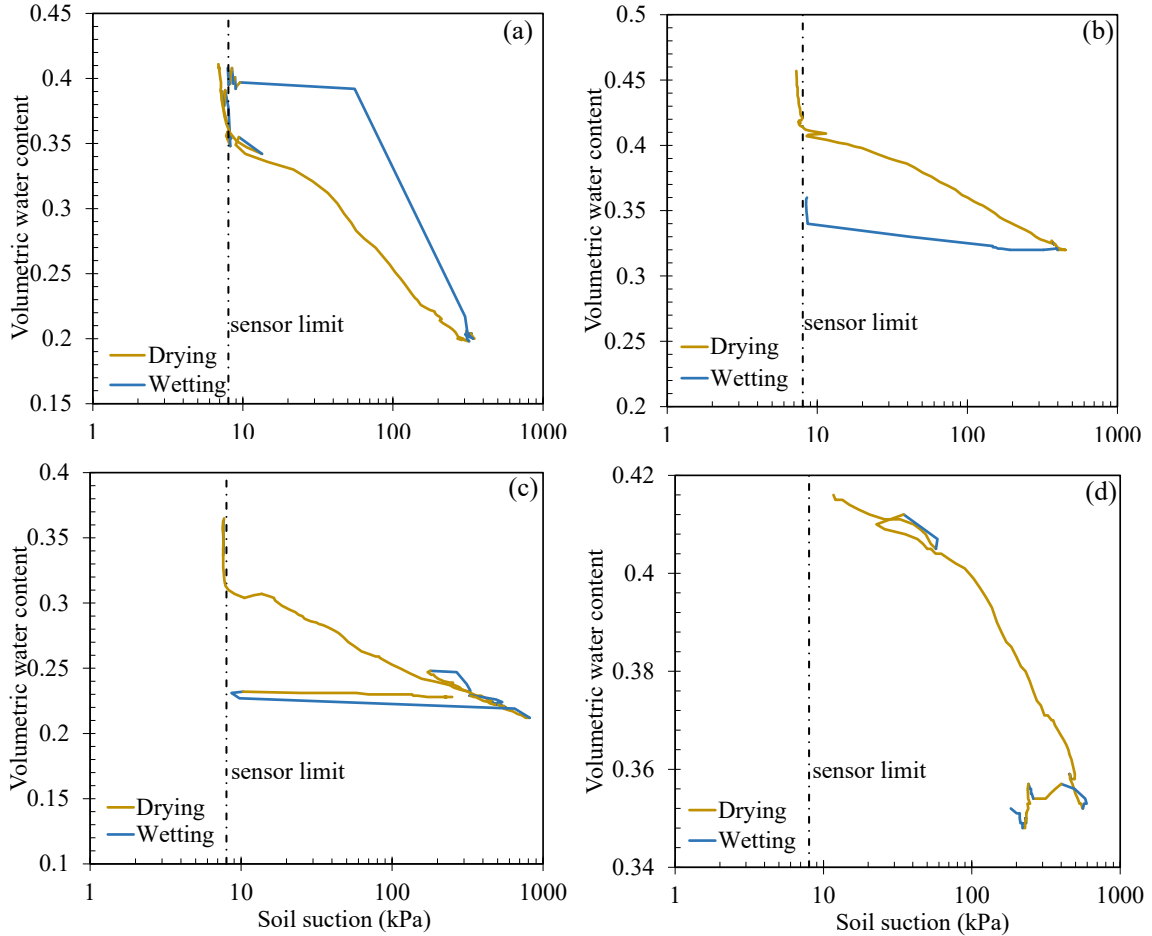 (a)
0.45
0.4
0.35
0.3
0.25
0.2
0.15
Volumetric water content
sensor limit
Drying
Wetting
1 10 100 1000
(b)
0.5
0.45
0.4
0.35
0.3
0.25
0.2
Volumetric water content
sensor limit
Drying
Wetting
1 10 100 1000
(c)
0.4
0.35
0.3
0.25
0.2
0.15
0.1
Volumetric water content
sensor limit
Drying
Wetting
1 10 100 1000
Soil suction (kPa)
(d)
0.42
0.4
0.38
0.36
0.34
Volumetric water content
sensor limit
Drying
Wetting
1 10 100 1000
Soil suction (kPa)